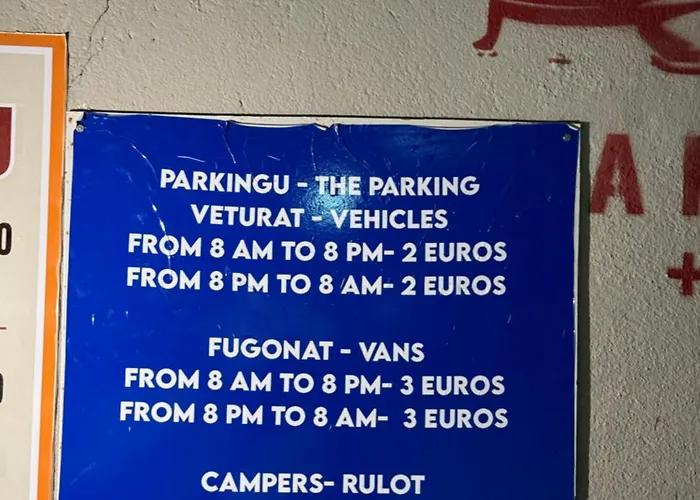 PARKINGU - THE PARKING
VETURAT - VEHICLES
FROM 8 AM TO 8 PM- 2 EUROS
FROM 8 PM TO 8 AM- 2 EUROS
FUGONAT - VANS
FROM 8 AM TO 8 PM- 3 EUROS
FROM 8 PM TO 8 AM- 3 EUROS
CAMPERS- RULOT